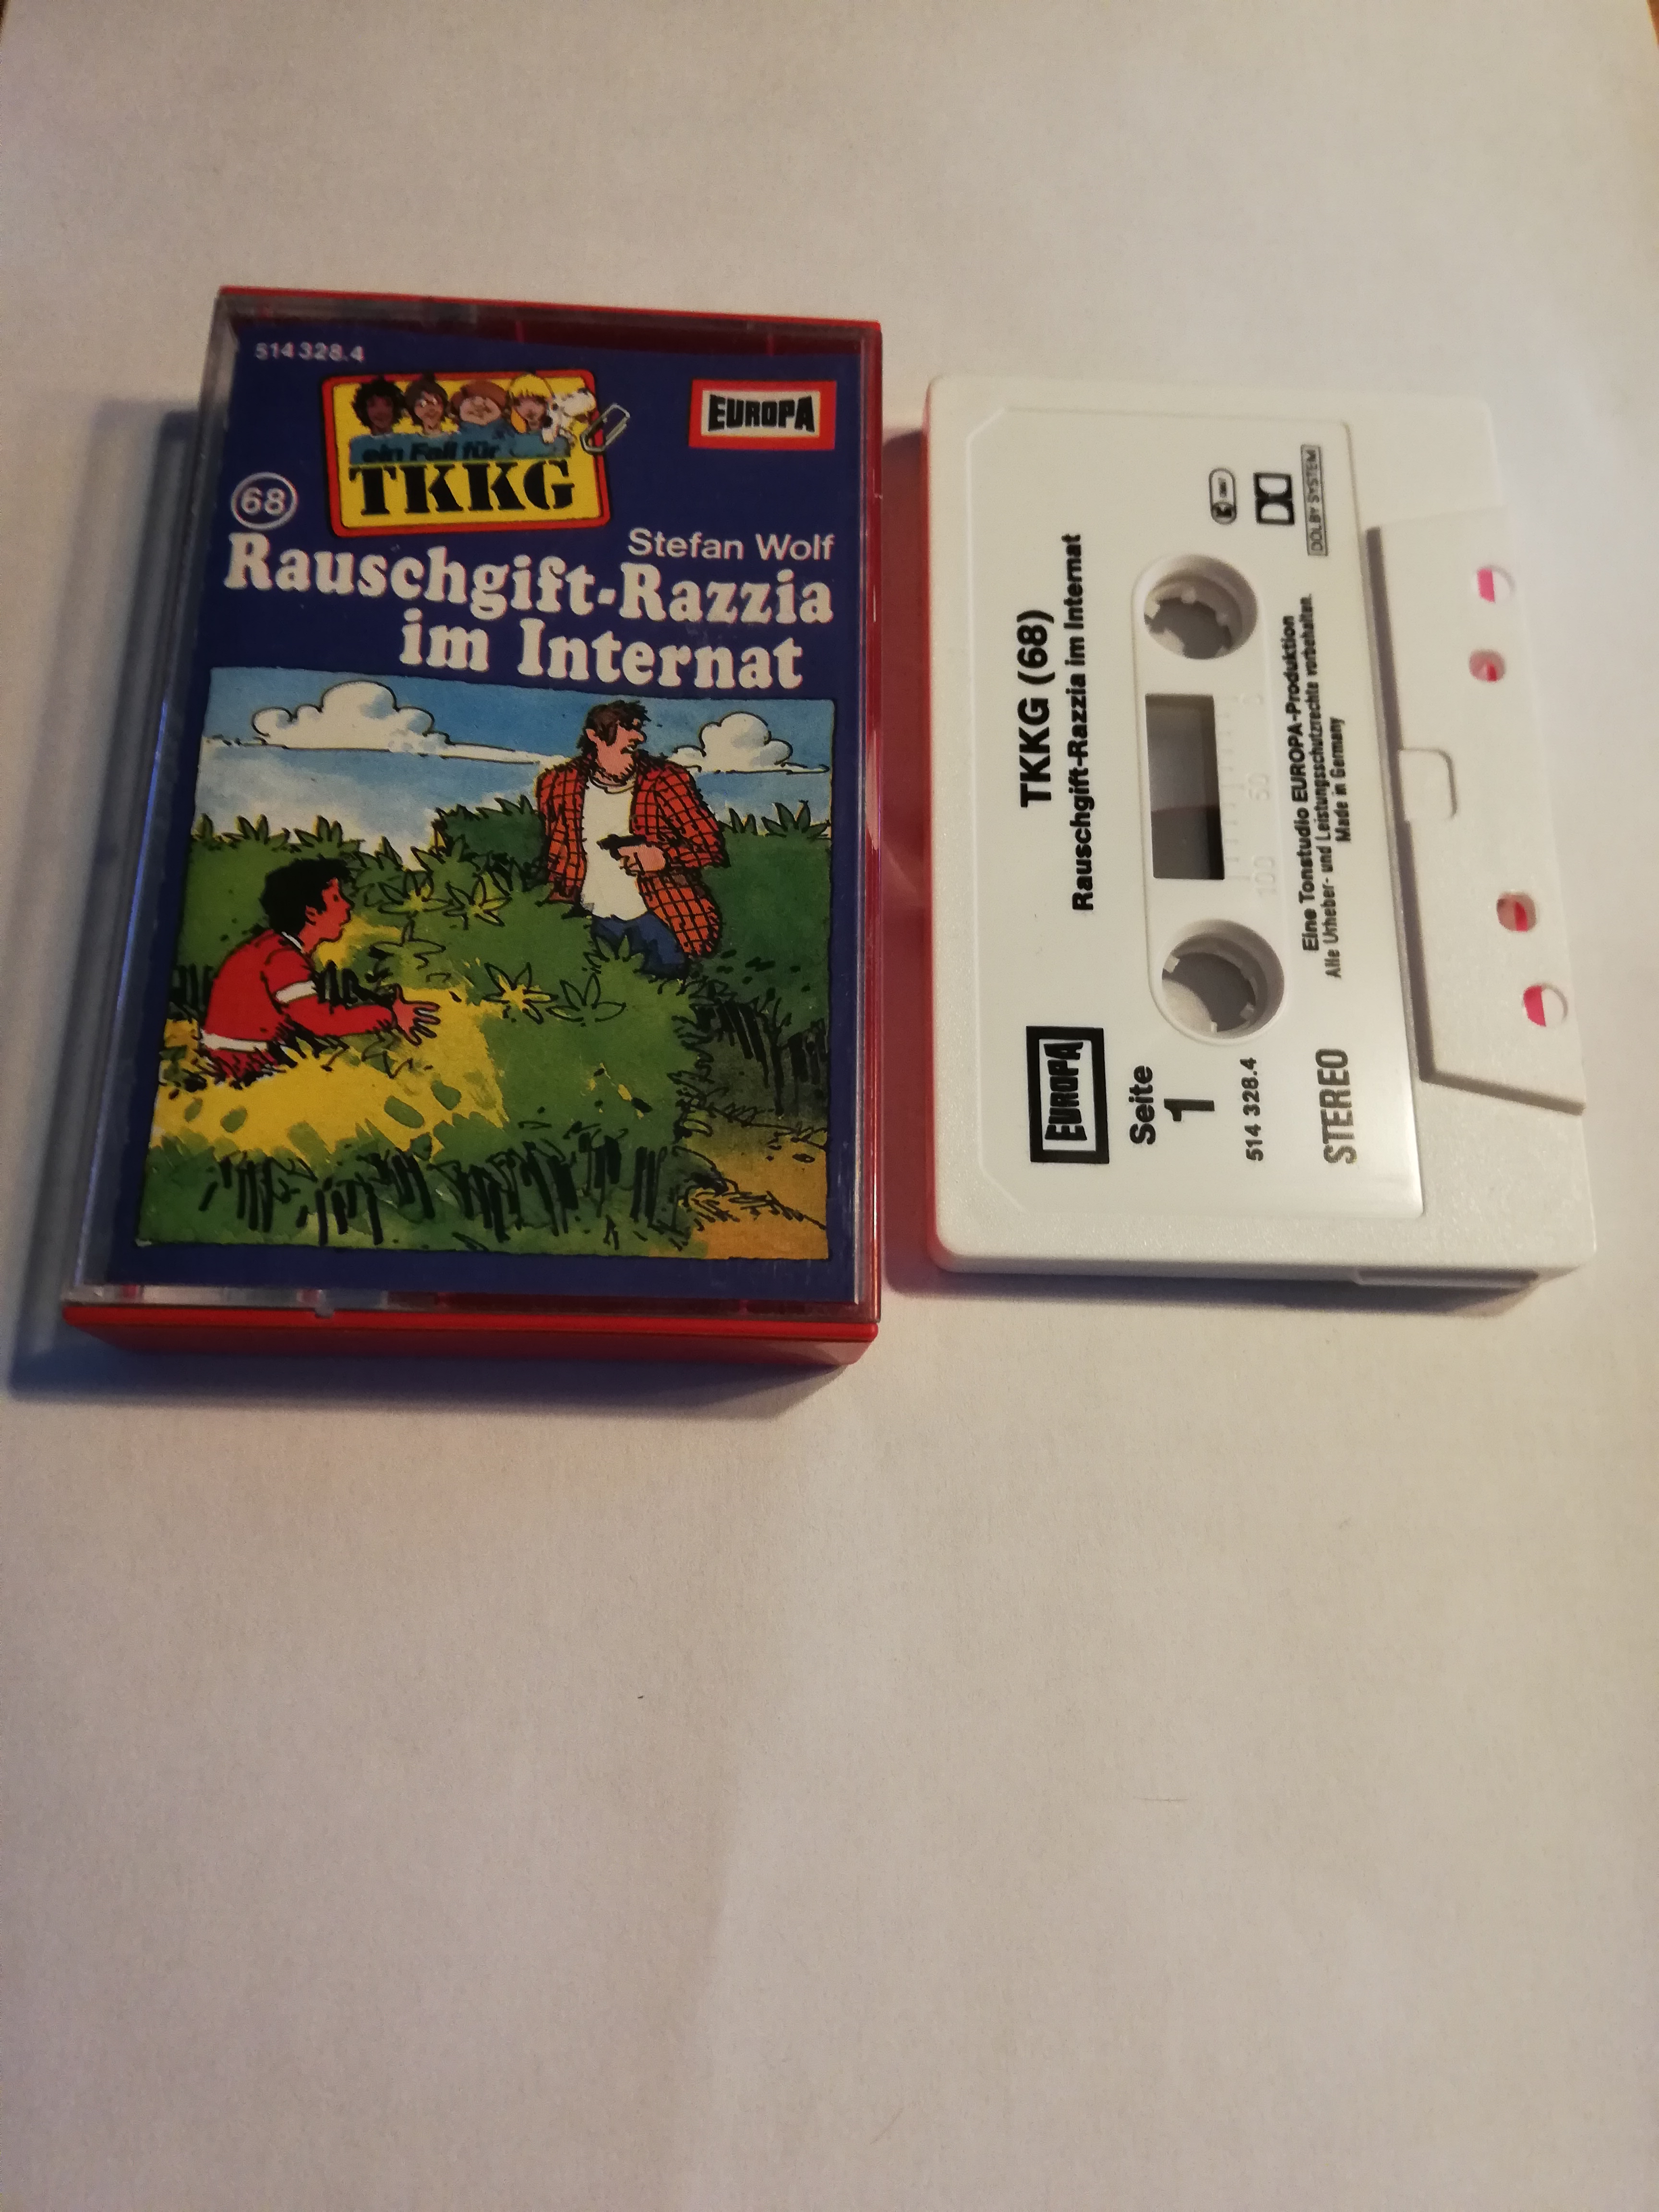 514 328.4
EUROPA
ein Fall für
TKKG
68
Stefan Wolf
Rauschgift-Razzia
im Internat
TKKG (68)
Rauschgift-Razzia im Internat
EUROPA
Seite
1
514 328.4
STEREO
100 50 0
DOLBY SYSTEM
Eine Tonstudio EUROPA-Produktion
Alle Urheber- und Leistungsschutzrechte vorbehalten.
Made in Germany